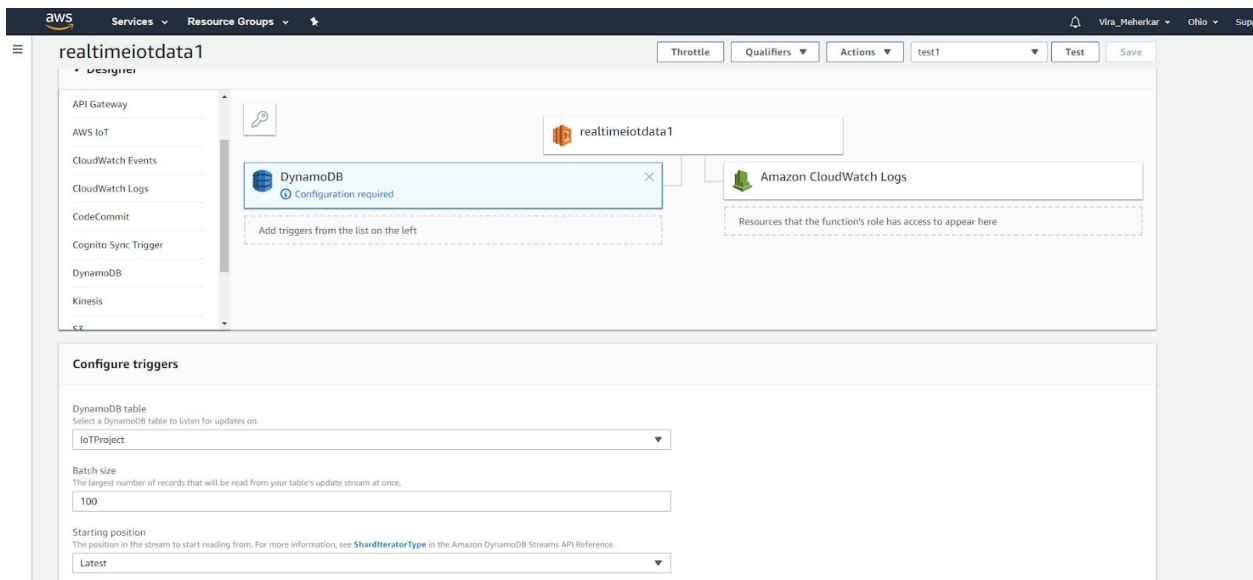 aws Services Resource Groups Vira_Meherkar Ohio Supp
realtimeiotdata1 Throttle Qualifiers Actions test1 Test Save
Designer
API Gateway
AWS IoT
CloudWatch Events
CloudWatch Logs
CodeCommit
Cognito Sync Trigger
DynamoDB
Kinesis
S3
realtimeiotdata1
DynamoDB
Configuration required
Add triggers from the list on the left
Amazon CloudWatch Logs
Resources that the function's role has access to appear here
Configure triggers
DynamoDB table
Select a DynamoDB table to listen for updates on.
IoTProject
Batch size
The largest number of records that will be read from your table's update stream at once.
100
Starting position
The position in the stream to start reading from. For more information, see ShardIteratorType in the Amazon DynamoDB Streams API Reference.
Latest